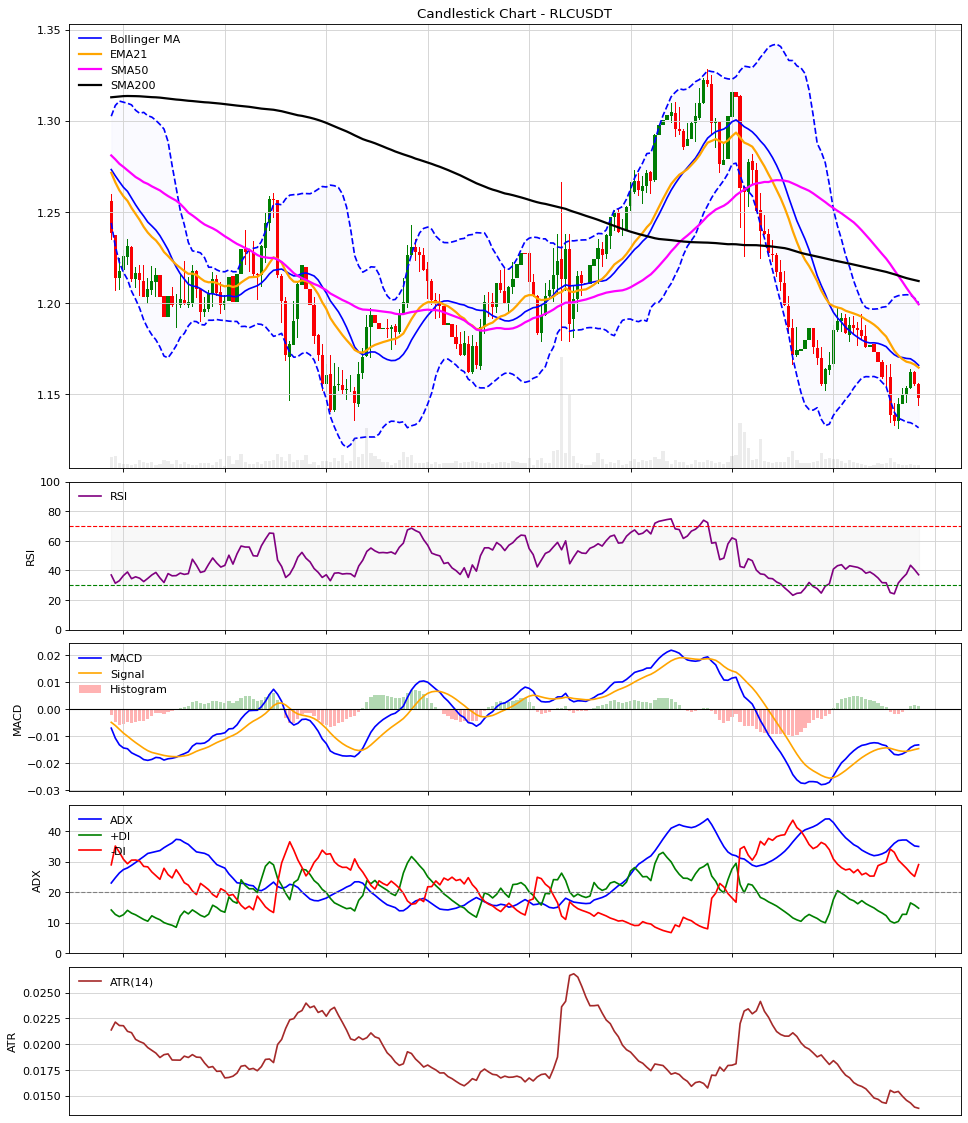 Candlestick Chart - RLCUSDT
1.35
1.30
1.25
1.20
1.15
Bollinger MA
EMA21
SMA50
SMA200
100
80
60
40
20
0
RSI
RSI
0.02
0.01
0.00
−0.01
−0.02
−0.03
MACD
MACD
Signal
Histogram
40
30
20
10
0
ADX
ADX
+DI
-DI
0.0250
0.0225
0.0200
0.0175
0.0150
ATR
ATR(14)